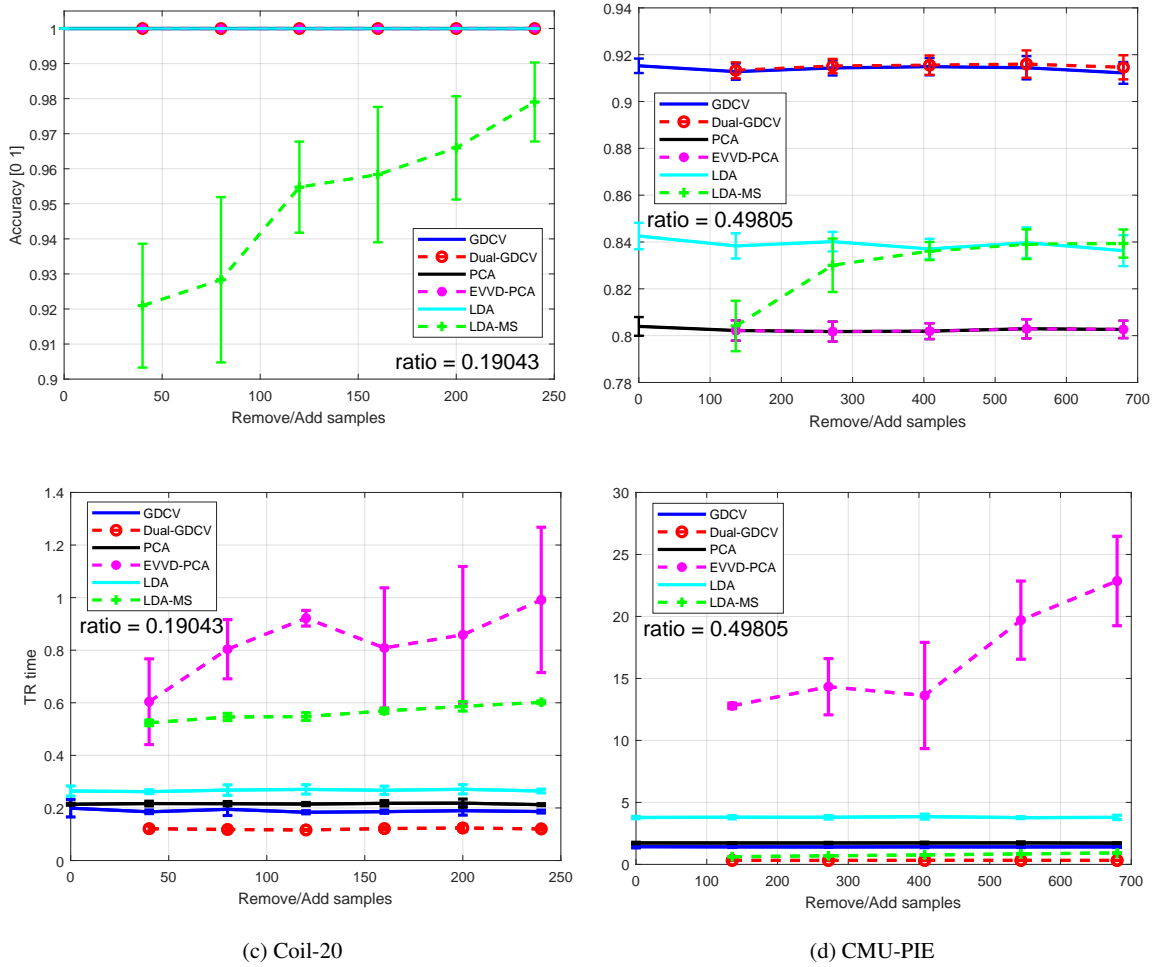 1
0.99
0.98
0.97
0.96
0.95
0.94
0.93
0.92
0.91
0.9
Accuracy [0 1]
GDCV
Dual-GDCV
PCA
EVVD-PCA
LDA
LDA-MS
ratio = 0.19043
0 50 100 150 200 250
Remove/Add samples
0.94
0.92
0.9
0.88
0.86
0.84
0.82
0.8
0.78
GDCV
Dual-GDCV
PCA
EVVD-PCA
LDA
LDA-MS
ratio = 0.49805
0 100 200 300 400 500 600 700
Remove/Add samples
1.4
1.2
1
0.8
0.6
0.4
0.2
0
TR time
GDCV
Dual-GDCV
PCA
EVVD-PCA
LDA
LDA-MS
ratio = 0.19043
0 50 100 150 200 250
Remove/Add samples
(c) Coil-20
30
25
20
15
10
5
0
GDCV
Dual-GDCV
PCA
EVVD-PCA
LDA
LDA-MS
ratio = 0.49805
0 100 200 300 400 500 600 700
Remove/Add samples
(d) CMU-PIE